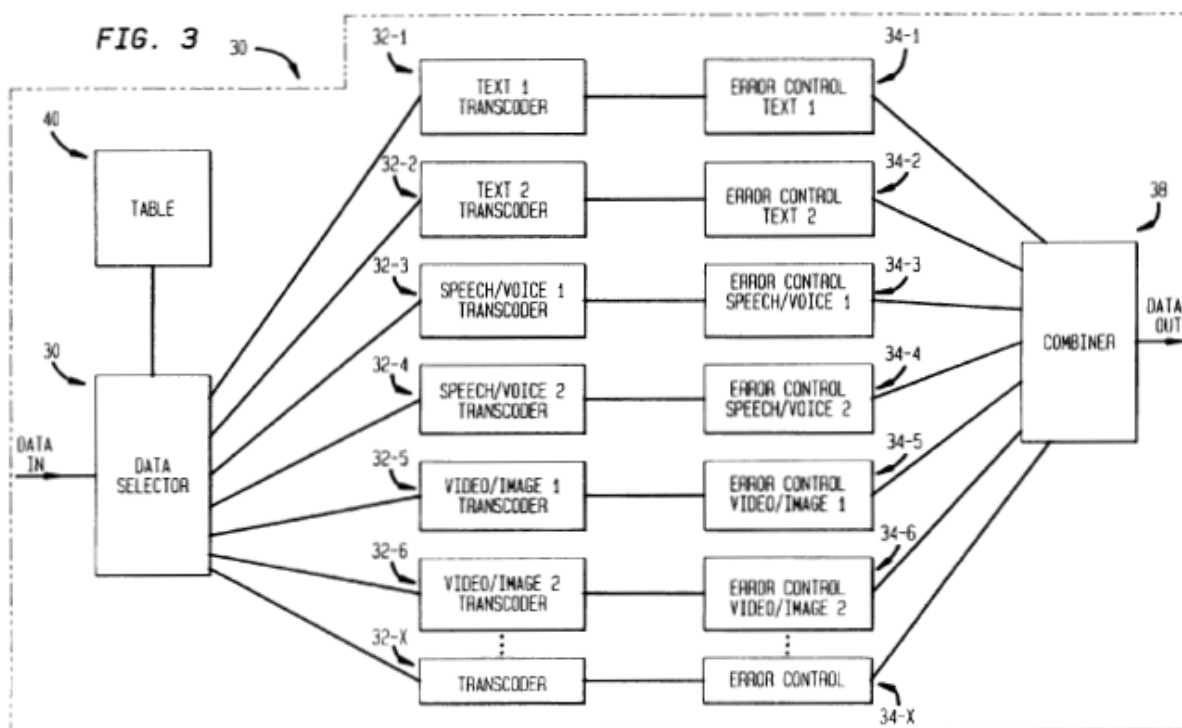 FIG. 3
30
32-1
34-1
TEXT 1
TRANSCODER
ERROR CONTROL
TEXT 1
40
TABLE
32-2
34-2
TEXT 2
TRANSCODER
ERROR CONTROL
TEXT 2
38
32-3
34-3
SPEECH/VOICE 1
TRANSCODER
ERROR CONTROL
SPEECH/VOICE 1
COMBINER
DATA
OUT
30
DATA
IN
DATA
SELECTOR
32-4
34-4
SPEECH/VOICE 2
TRANSCODER
ERROR CONTROL
SPEECH/VOICE 2
32-5
34-5
VIDEO/IMAGE 1
TRANSCODER
ERROR CONTROL
VIDEO/IMAGE 1
32-6
34-6
VIDEO/IMAGE 2
TRANSCODER
ERROR CONTROL
VIDEO/IMAGE 2
32-X
TRANSCODER
ERROR CONTROL
34-X